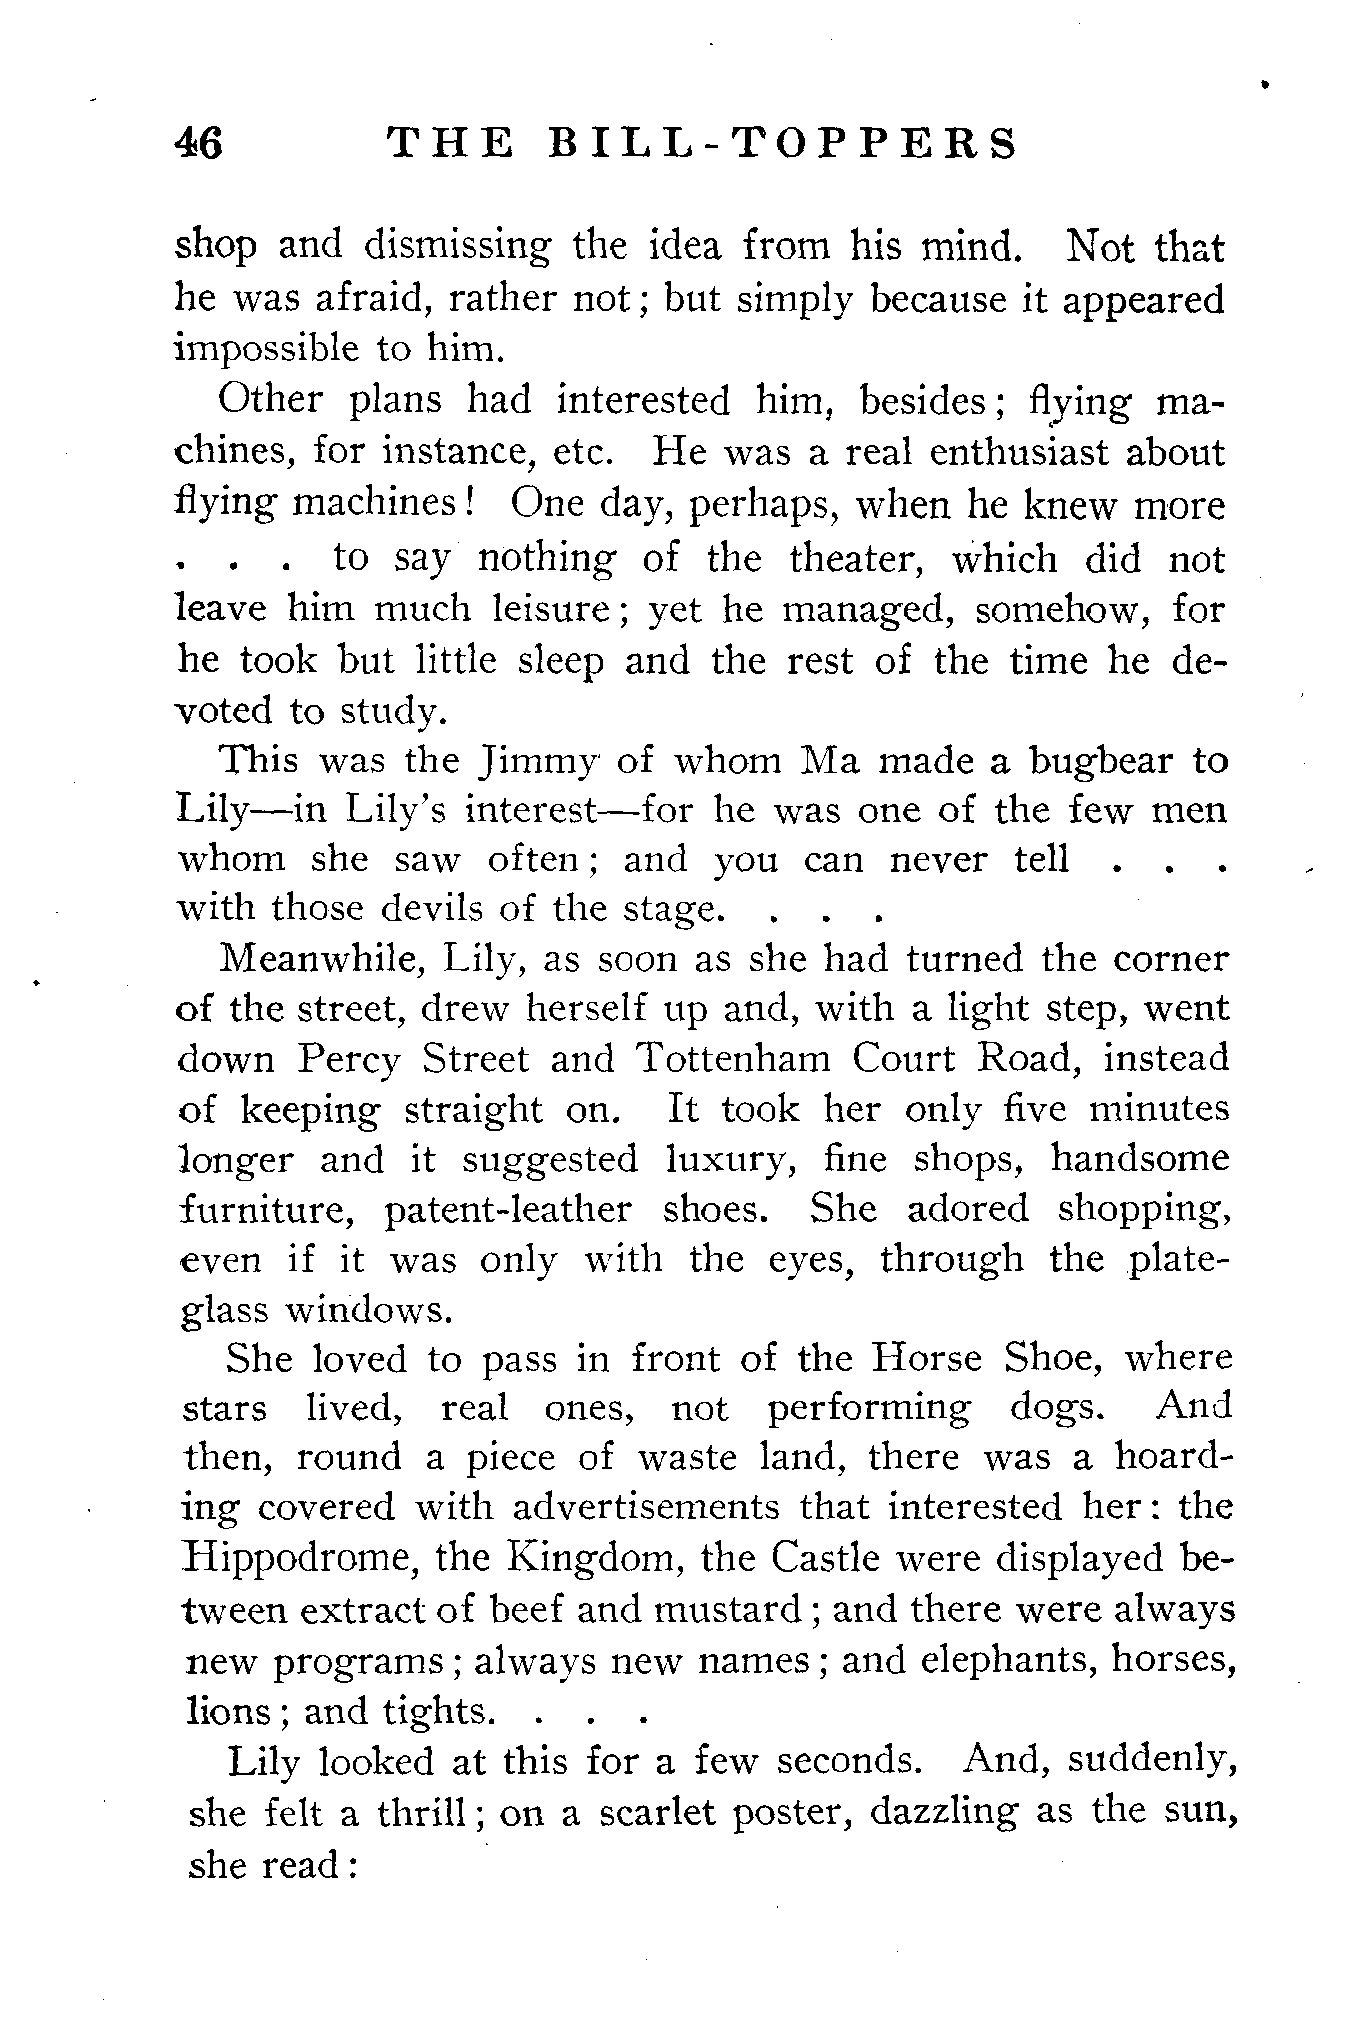 46 THE BILL-TOPPERS
shop and dismissing the idea from his mind. Not that
he was afraid, rather not; but simply because it appeared
impossible to him.
Other plans had interested him, besides; flying ma-
chines, for instance, etc. He was a real enthusiast about
flying machines! One day, perhaps, when he knew more
. . . to say nothing of the theater, which did not
leave him much leisure; yet he managed, somehow, for
he took but little sleep and the rest of the time he de-
voted to study.
This was the Jimmy of whom Ma made a bugbear to
Lily—in Lily's interest—for he was one of the few men
whom she saw often; and you can never tell . . .
with those devils of the stage. . . .
Meanwhile, Lily, as soon as she had turned the corner
of the street, drew herself up and, with a light step, went
down Percy Street and Tottenham Court Road, instead
of keeping straight on. It took her only five minutes
longer and it suggested luxury, fine shops, handsome
furniture, patent-leather shoes. She adored shopping,
even if it was only with the eyes, through the plate-
glass windows.
She loved to pass in front of the Horse Shoe, where
stars lived, real ones, not performing dogs. And
then, round a piece of waste land, there was a hoard-
ing covered with advertisements that interested her: the
Hippodrome, the Kingdom, the Castle were displayed be-
tween extract of beef and mustard; and there were always
new programs; always new names; and elephants, horses,
lions; and tights. . . .
Lily looked at this for a few seconds. And, suddenly,
she felt a thrill; on a scarlet poster, dazzling as the sun,
she read: